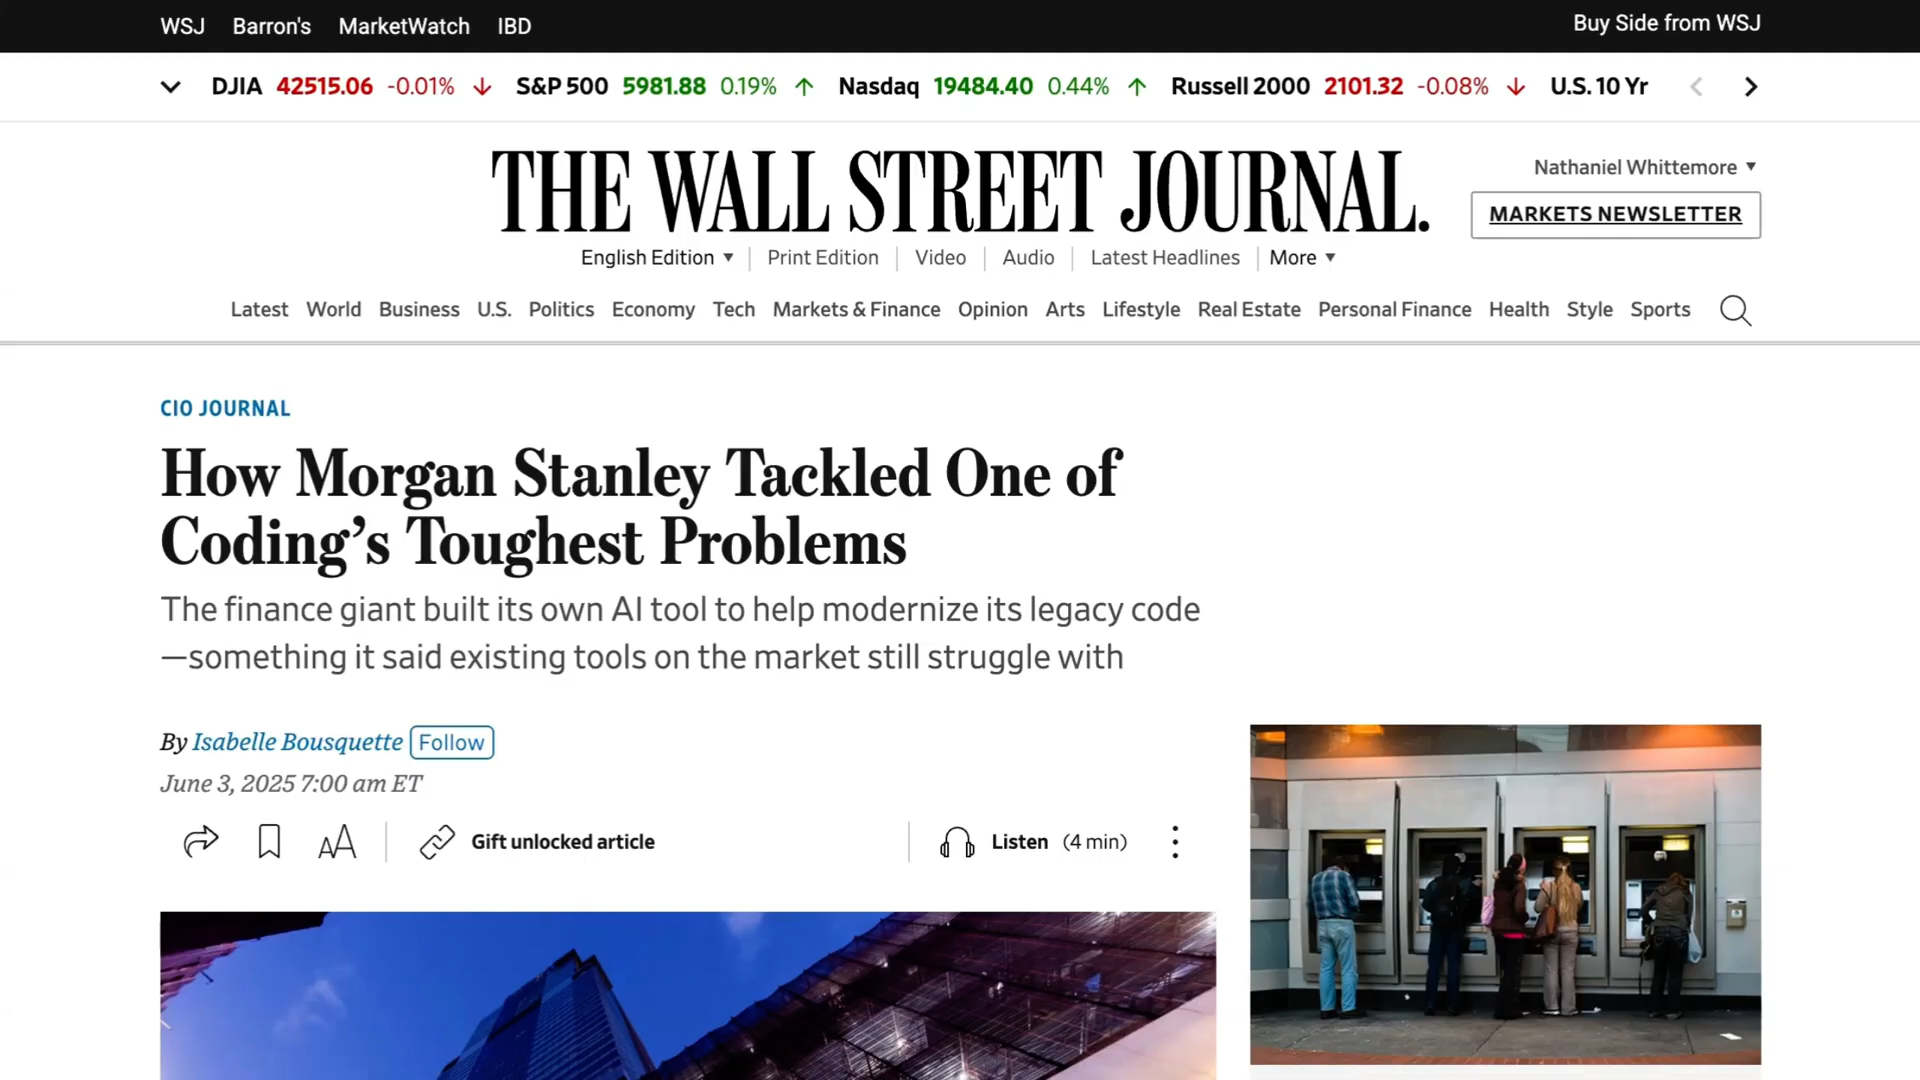 WSJ Barron's MarketWatch IBD Buy Side from WSJ
DJIA 42515.06 -0.01% S&P 500 5981.88 0.19% Nasdaq 19484.40 0.44% Russell 2000 2101.32 -0.08% U.S. 10 Yr
THE WALL STREET JOURNAL.
Nathaniel Whittemore
MARKETS NEWSLETTER
English Edition Print Edition Video Audio Latest Headlines More
Latest World Business U.S. Politics Economy Tech Markets & Finance Opinion Arts Lifestyle Real Estate Personal Finance Health Style Sports
CIO JOURNAL
How Morgan Stanley Tackled One of
Coding’s Toughest Problems
The finance giant built its own AI tool to help modernize its legacy code
—something it said existing tools on the market still struggle with
By Isabelle Bousquette Follow
June 3, 2025 7:00 am ET
AA Gift unlocked article Listen (4 min)